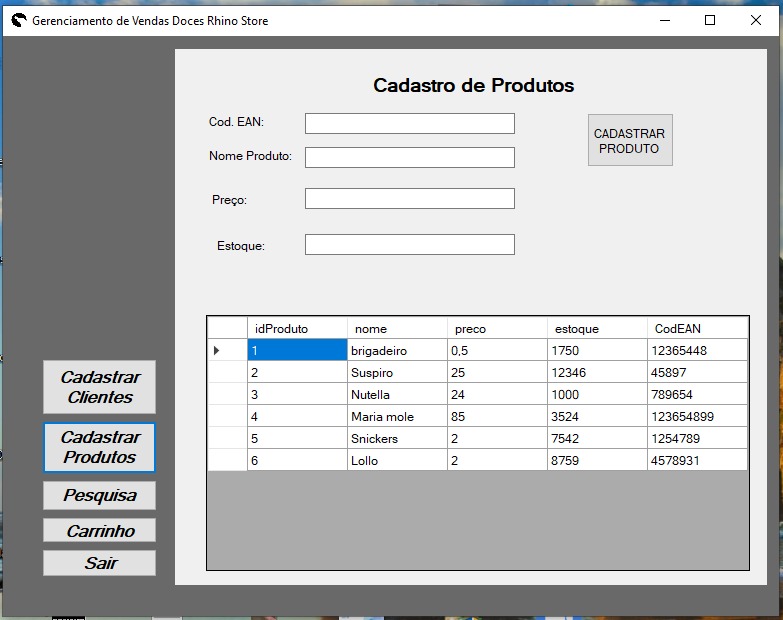 Gerenciamento de Vendas Doces Rhino Store
Cadastro de Produtos
Cod. EAN:
CADASTRAR
PRODUTO
Nome Produto:
Preço:
Estoque:
idProduto nome preco estoque CodEAN
1 brigadeiro 0,5 1750 12365448
2 Suspiro 25 12346 45897
3 Nutella 24 1000 789654
4 Maria mole 85 3524 123654899
5 Snickers 2 7542 1254789
6 Lollo 2 8759 4578931
Cadastrar
Clientes
Cadastrar
Produtos
Pesquisa
Carrinho
Sair